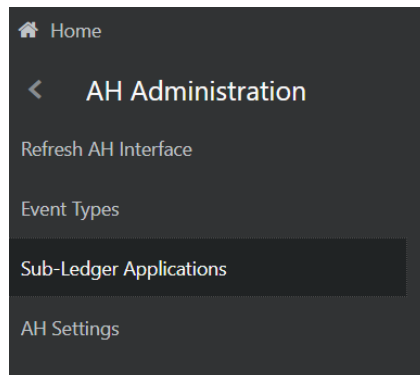 Home
AH Administration
Refresh AH Interface
Event Types
Sub-Ledger Applications
AH Settings